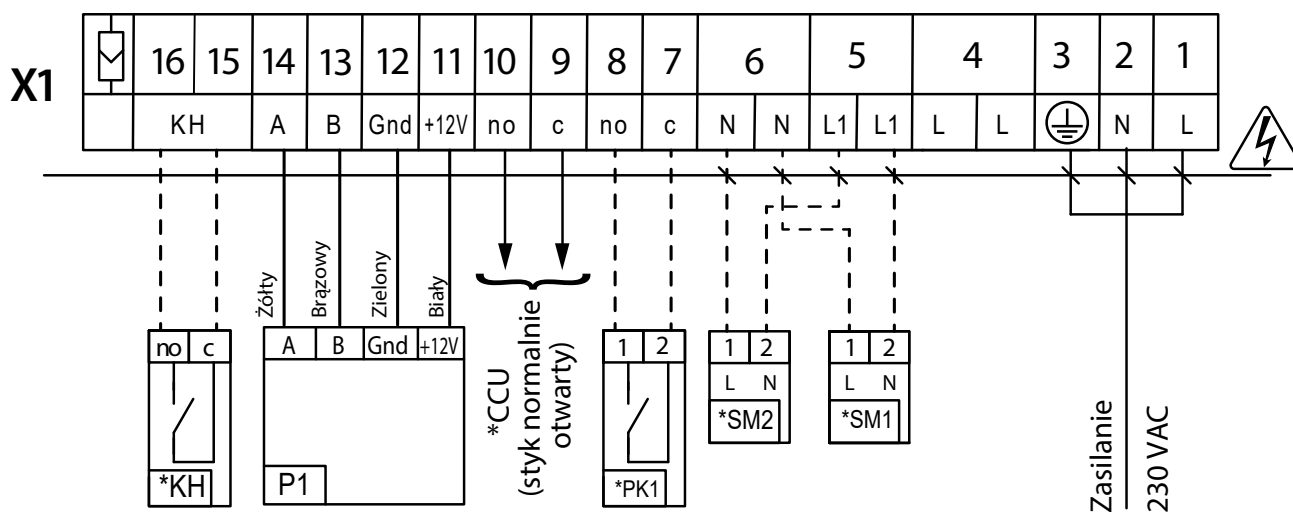 X1
16 15 14 13 12 11 10 9 8 7 6 5 4 3 2 1
KH A B Gnd +12V no c no c N N L1 L1 L L N L
Żółty
Brązowy
Zielony
Biały
no c
*KH
A B Gnd +12V
P1
*CCU
(styk normalnie
otwarty)
1 2
*PK1
1 2
L N
*SM2
1 2
L N
*SM1
Zasilanie
230 VAC